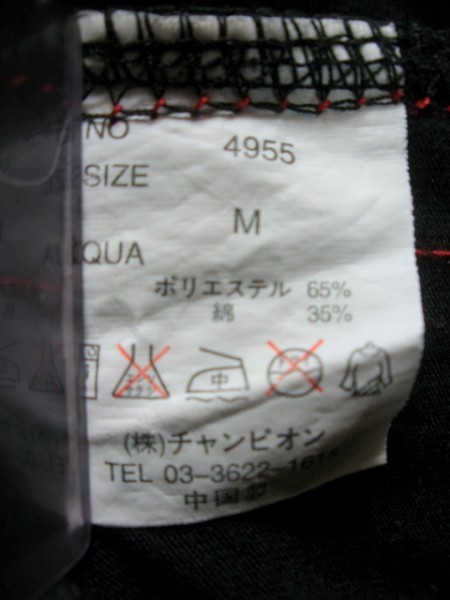 NO 4955
SIZE
M
QUA
ポリエステル 65%
綿 35%
中
(株)チャンピオン
TEL 03-3622-1615
中国製